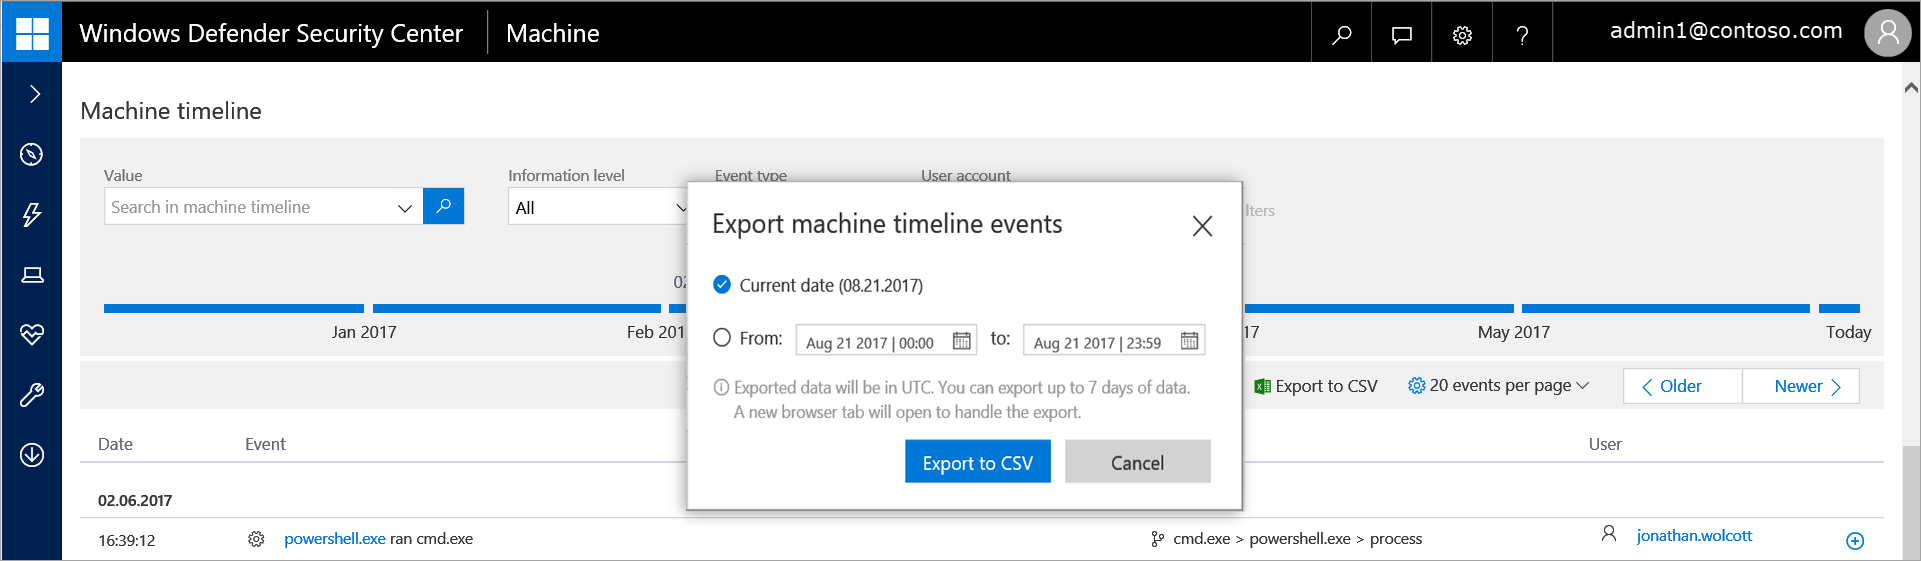 Windows Defender Security Center
Machine
?
admin1@contoso.com
Machine timeline
Value
Information level
Event type
User account
Search in machine timeline
All
lters
Export machine timeline events
Current date (08.21.2017)
02
Jan 2017
Feb 201
17
May 2017
Today
From:
Aug 21 2017 | 00:00
to:
Aug 21 2017 | 23:59
Exported data will be in UTC. You can export up to 7 days of data.
A new browser tab will open to handle the export.
Export to CSV
20 events per page
Older
Newer
Export to CSV
Cancel
Date
Event
User
02.06.2017
16:39:12
powershell.exe ran cmd.exe
cmd.exe > powershell.exe > process
jonathan.wolcott